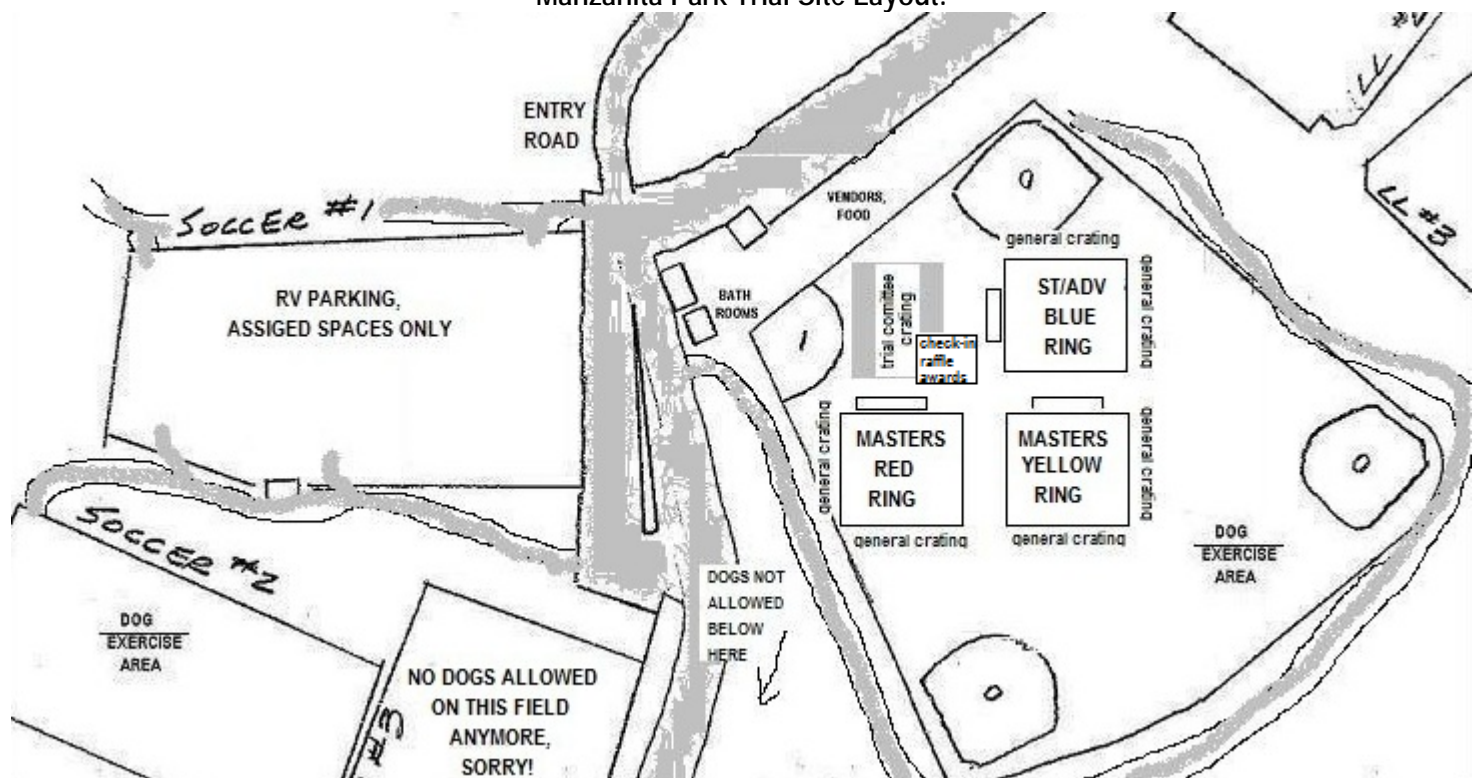 Manzanita Park Trial Site Layout:
ENTRY
ROAD
SOCCER #1
RV PARKING,
ASSIGED SPACES ONLY
VENDORS,
FOOD
BATH
ROOMS
trial comittee
crating
check-in
raffle
awards
general crating
ST/ADV
BLUE
RING
general crating
LL
LL #3
general crating
MASTERS
RED
RING
general crating
MASTERS
YELLOW
RING
general crating
general crating
DOG
EXERCISE
AREA
SOCCER #2
DOG
EXERCISE
AREA
DOGS NOT
ALLOWED
BELOW
HERE
#3
NO DOGS ALLOWED
ON THIS FIELD
ANYMORE,
SORRY!